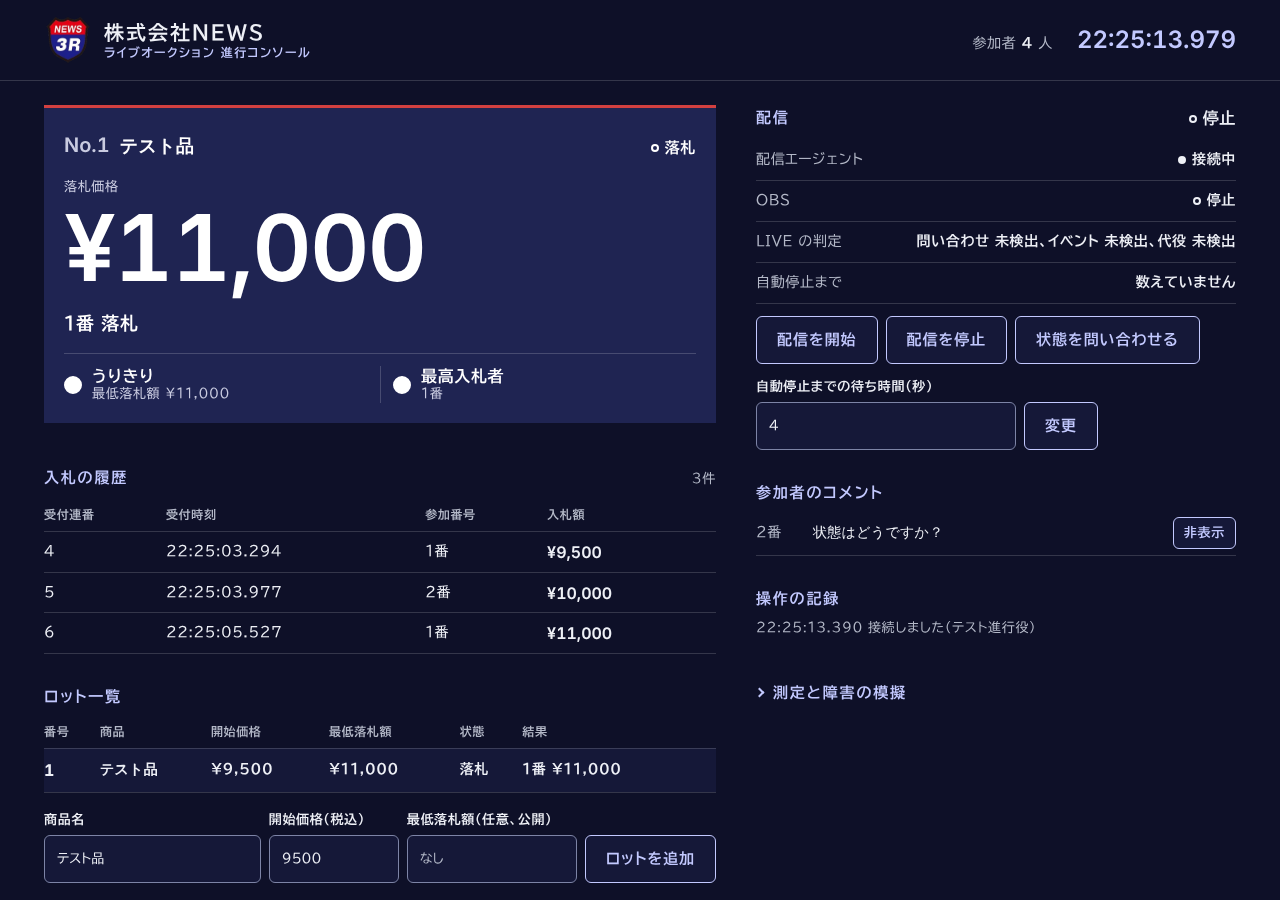 NEWS
3R
株式会社NEWS
ライブオークション 進行コンソール
参加者 4 人
22:25:13.979
No.1 テスト品
落札
落札価格
¥11,000
1番 落札
うりきり
最低落札額 ¥11,000
最高入札者
1番
入札の履歴
3件
受付連番 受付時刻 参加番号 入札額
4 22:25:03.294 1番 ¥9,500
5 22:25:03.977 2番 ¥10,000
6 22:25:05.527 1番 ¥11,000
ロット一覧
番号 商品 開始価格 最低落札額 状態 結果
1 テスト品 ¥9,500 ¥11,000 落札 1番 ¥11,000
商品名 開始価格(税込) 最低落札額(任意、公開)
テスト品 9500 なし ロットを追加
配信 停止
配信エージェント 接続中
OBS 停止
LIVE の判定 問い合わせ 未検出、イベント 未検出、代役 未検出
自動停止まで 数えていません
配信を開始 配信を停止 状態を問い合わせる
自動停止までの待ち時間(秒)
4 変更
参加者のコメント
2番 状態はどうですか？ 非表示
操作の記録
22:25:13.390 接続しました(テスト進行役)
測定と障害の模擬